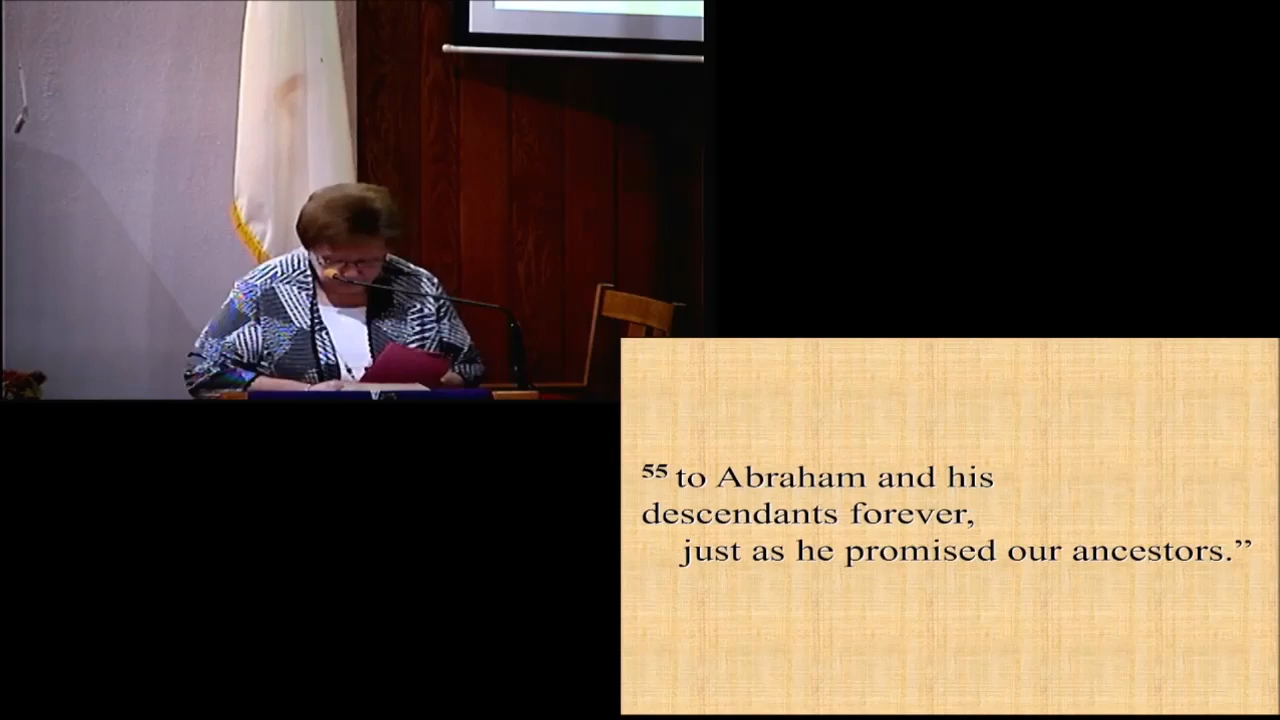 55 to Abraham and his
descendants forever,
just as he promised our ancestors.”